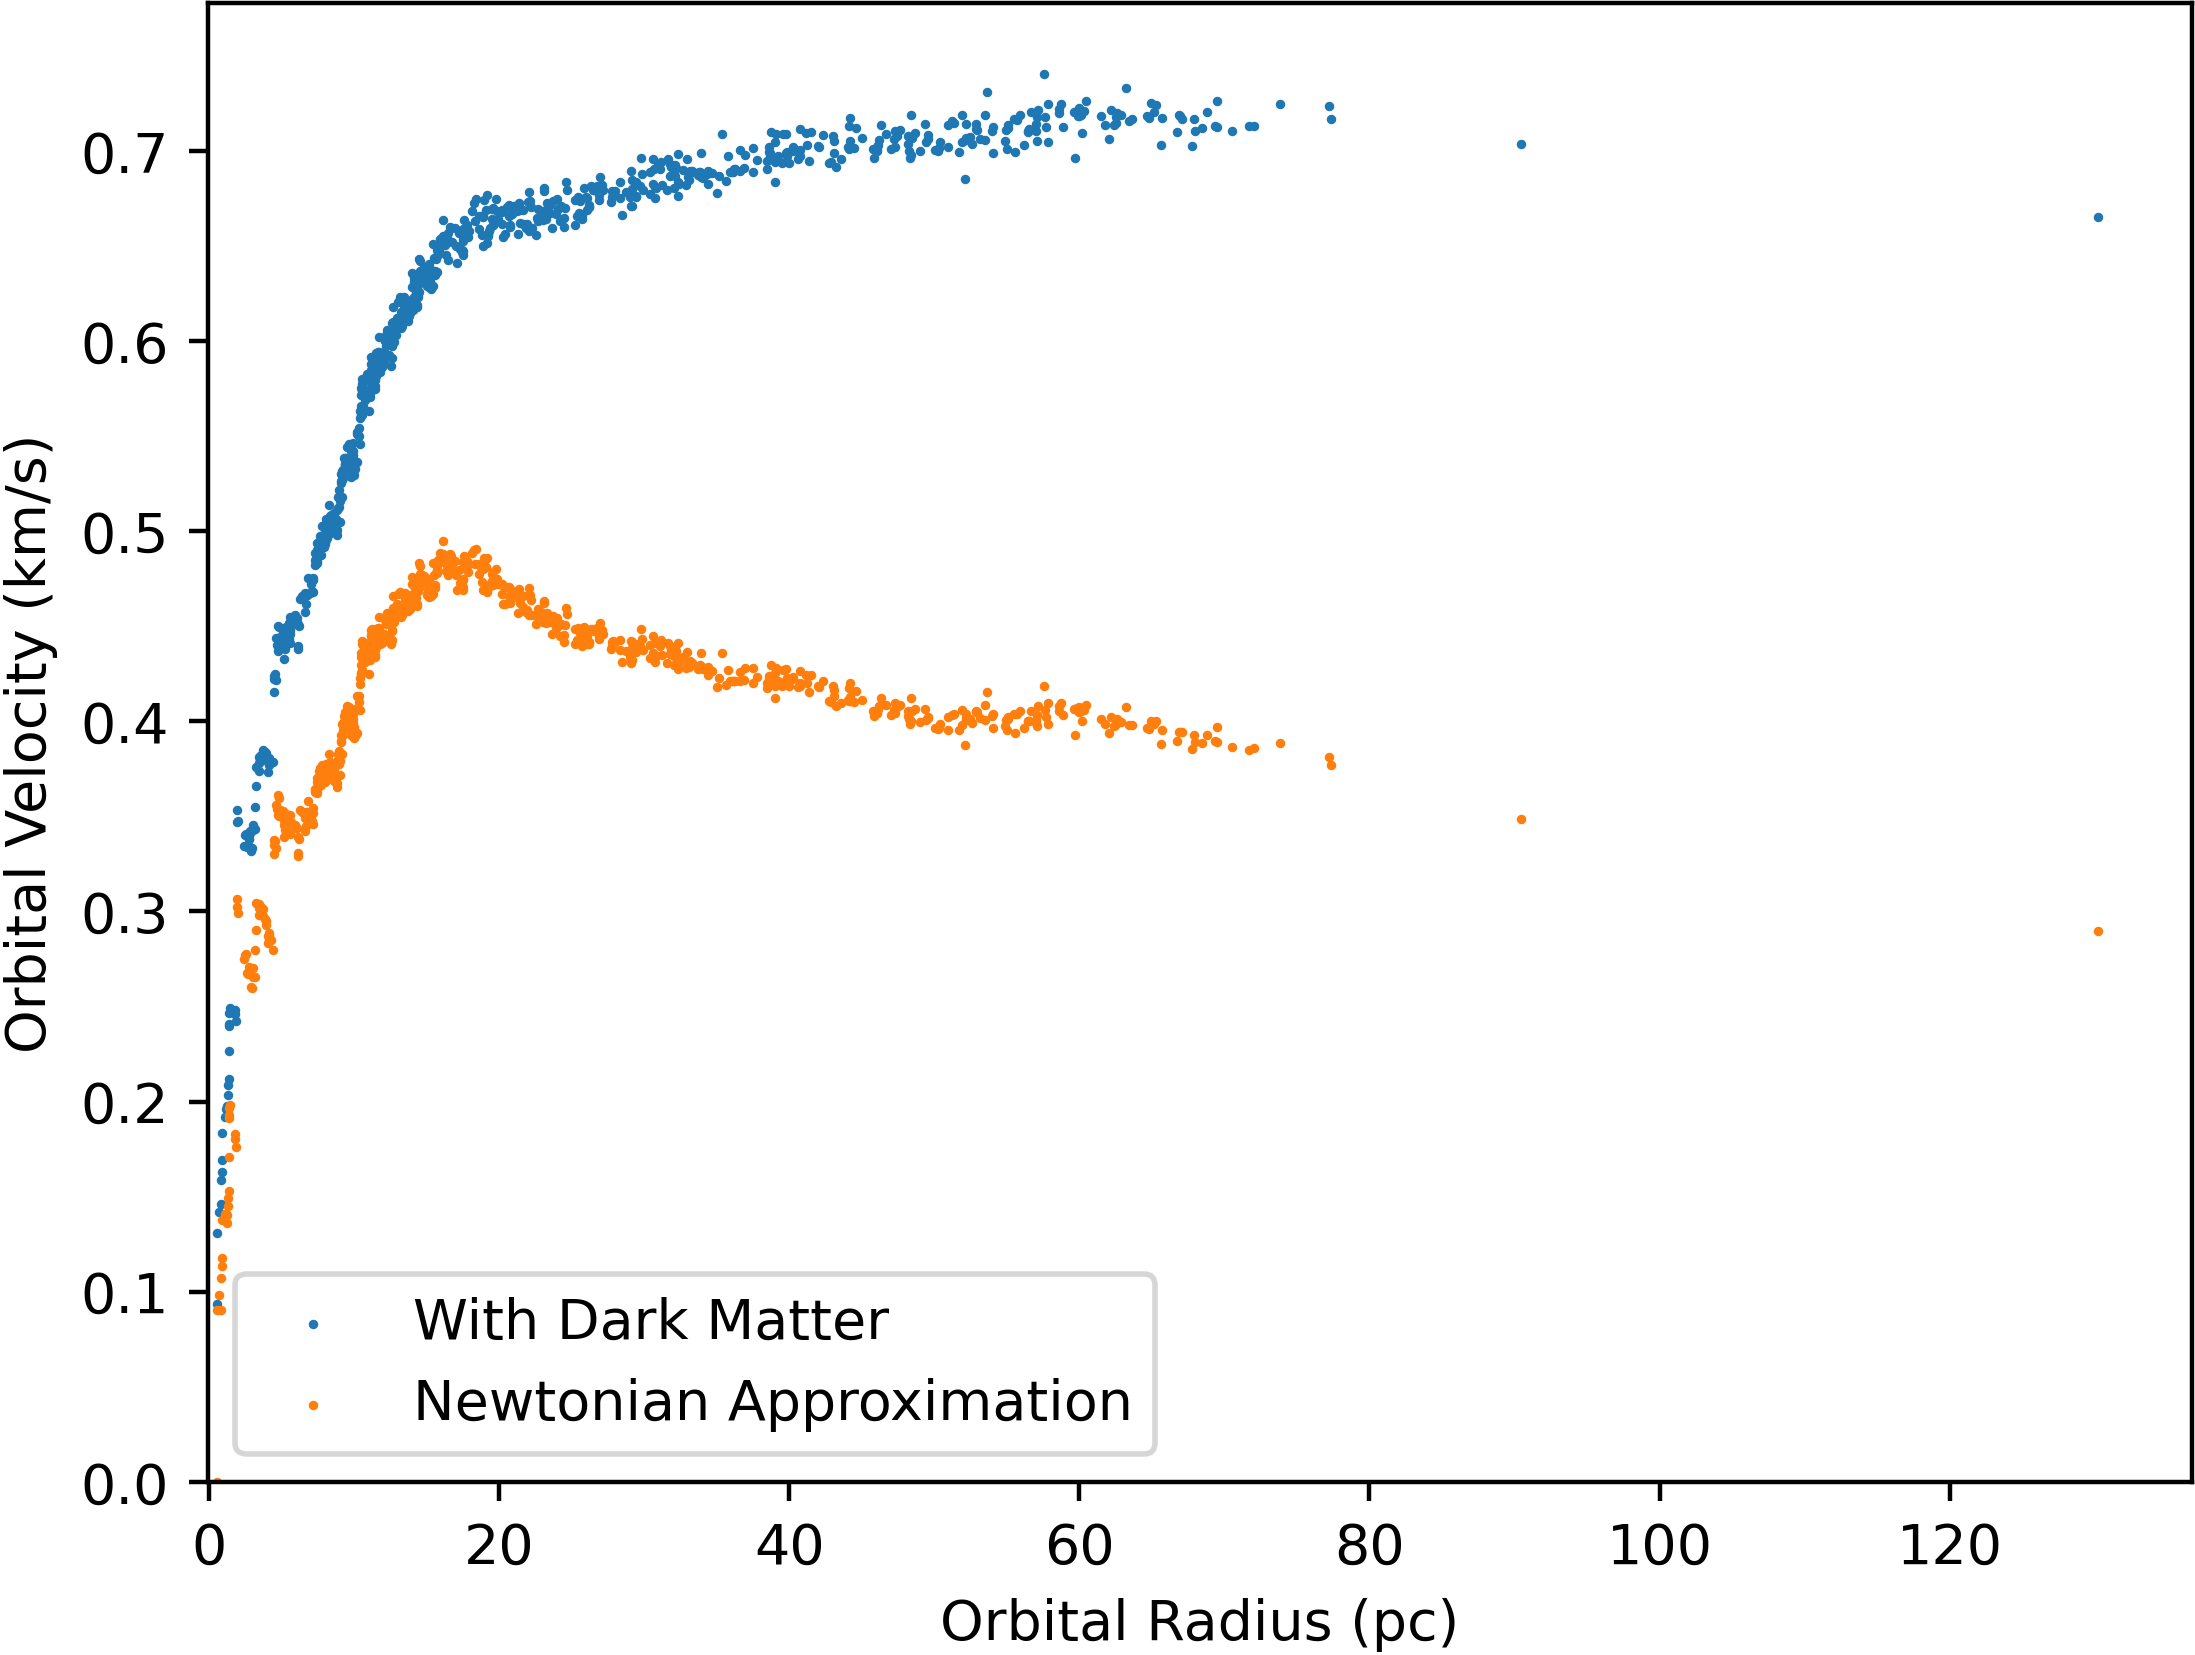 0.7
0.6
0.5
0.4
0.3
0.2
0.1
0.0
Orbital Velocity (km/s)
With Dark Matter
Newtonian Approximation
0 20 40 60 80 100 120
Orbital Radius (pc)